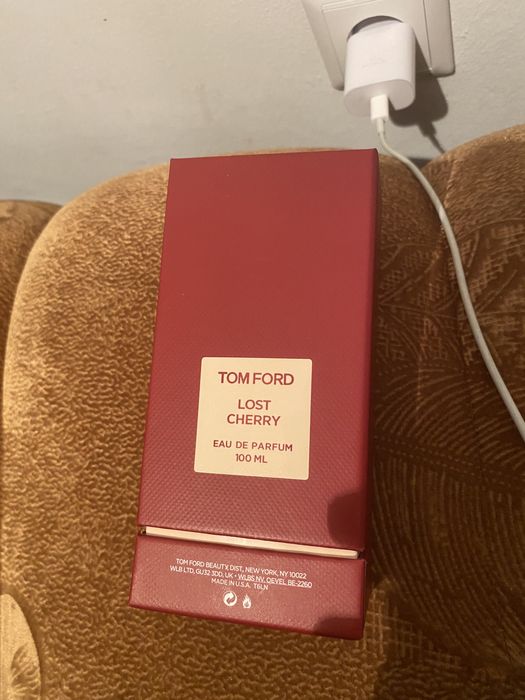 TOM FORD
LOST
CHERRY
EAU DE PARFUM
100 ML
TOM FORD BEAUTY DIST., NEW YORK, NY 10022
WLB LTD, GU32 3DD, UK • WLBS NV, OEVEL BE-2260
MADE IN U.S.A. T6LN